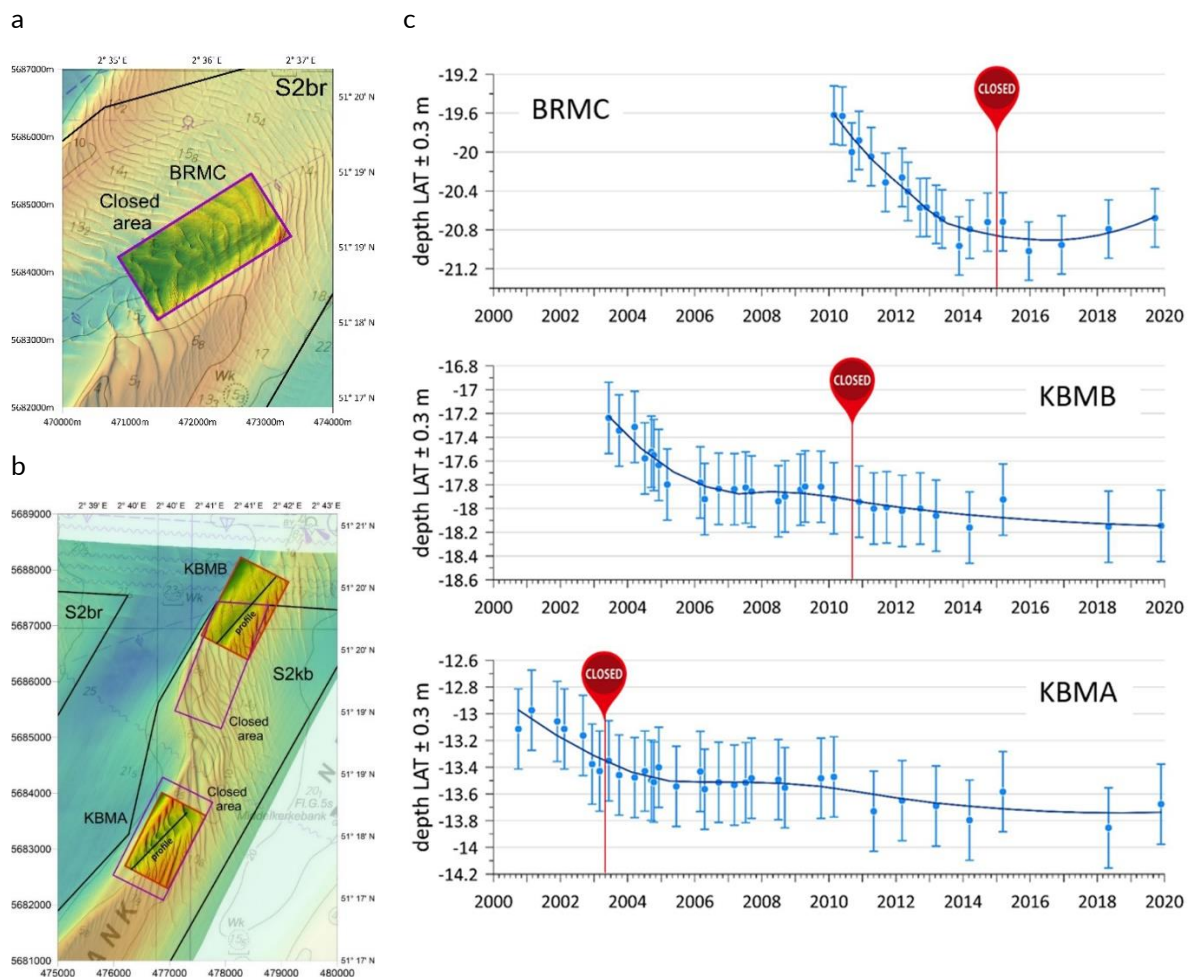 a
2° 35' E 2° 36' E 2° 37' E
5687000m
5686000m
5685000m
5684000m
5683000m
5682000m
S2br
BRMC
Closed
area
Wk
51° 20' N
51° 19' N
51° 19' N
51° 18' N
51° 18' N
51° 17' N
51° 17' N
470000m 471000m 472000m 473000m 474000m
b
2° 39' E 2° 40' E 2° 41' E 2° 41' E 2° 42' E 2° 43' E
5689000
5688000
5687000
5686000
5685000
5684000
5683000
5682000
5681000
KBMB
S2br
profile
S2kb
Wk
Closed
area
Closed
area
KBMA
profile
Fl.G.5s
Middelkerkebank
Wk
ANK
51° 21' N
51° 20' N
51° 20' N
51° 19' N
51° 19' N
51° 18' N
51° 17' N
51° 17' N
475000 476000 477000 478000 479000 480000
c
BRMC
CLOSED
depth LAT ± 0.3 m
-19.2
-19.6
-20
-20.4
-20.8
-21.2
2000 2002 2004 2006 2008 2010 2012 2014 2016 2018 2020
KBMB
CLOSED
depth LAT ± 0.3 m
-16.8
-17
-17.2
-17.4
-17.6
-17.8
-18
-18.2
-18.4
-18.6
2000 2002 2004 2006 2008 2010 2012 2014 2016 2018 2020
KBMA
CLOSED
depth LAT ± 0.3 m
-12.6
-12.8
-13
-13.2
-13.4
-13.6
-13.8
-14
-14.2
2000 2002 2004 2006 2008 2010 2012 2014 2016 2018 2020